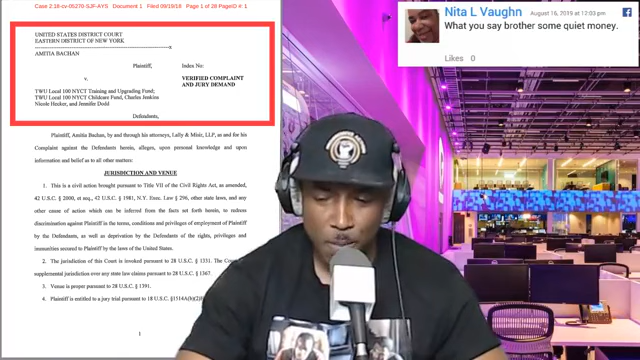 Case 2:18-cv-05270-SJF-AYS Document 1 Filed 09/19/18 Page 1 of 28 PageID #: 1
UNITED STATES DISTRICT COURT
EASTERN DISTRICT OF NEW YORK
-----------------------------------------------------------x
AMITIA BACHAN
Plaintiff, Index No:
v. VERIFIED COMPLAINT
AND JURY DEMAND
TWU Local 100 NYCT Training and Upgrading Fund;
TWU Local 100 NYCT Childcare Fund, Charles Jenkins
Nicole Hecker, and Jennifer Dodd
Defendants,
Plaintiff, Amitia Bachan, by and through his attorneys, Lally & Misir, LLP, as and for his
Complaint against the Defendants herein, alleges, upon personal knowledge and upon
information and belief as to all other matters:
JURISDICTION AND VENUE
1. This is a civil action brought pursuant to Title VII of the Civil Rights Act, as amended,
42 U.S.C. § 2000, et seq., 42 U.S.C. § 1981, N.Y. Exec. Law § 296, other state laws, and any
other cause of action which can be inferred from the facts set forth herein, to redress
discrimination against Plaintiff in the terms, conditions and privileges of employment of Plaintiff
by the Defendants, as well as deprivation by the Defendants of the rights, privileges and
immunities secured to Plaintiff by the laws of the United States.
2. The jurisdiction of this Court is invoked pursuant to 28 U.S.C. § 1331. The Cou
supplemental jurisdiction over any state law claims pursuant to 28 U.S.C. § 1367.
3. Venue is proper pursuant to 28 U.S.C. § 1391.
4. Plaintiff is entitled to a jury trial pursuant to 18 U.S.C. §1514A(b)(2)
1
Nita L Vaughn August 16, 2019 at 12:03 pm
What you say brother some quiet money.
Likes 0